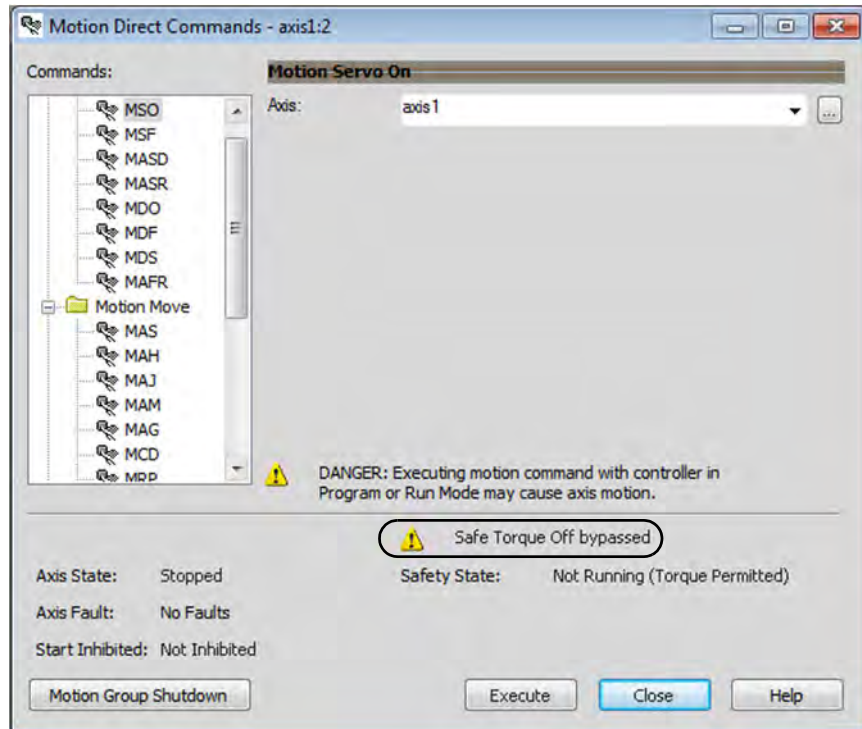 Motion Direct Commands - axis1:2
Commands:
MSO
MSF
MASD
MASR
MDO
MDF
MDS
MAFR
Motion Move
MAS
MAH
MAJ
MAM
MAG
MCD
MRP
Motion Servo On
Axis:
axis1
...
DANGER: Executing motion command with controller in
Program or Run Mode may cause axis motion.
Safe Torque Off bypassed
Axis State: Stopped
Safety State: Not Running (Torque Permitted)
Axis Fault: No Faults
Start Inhibited: Not Inhibited
Motion Group Shutdown
Execute
Close
Help